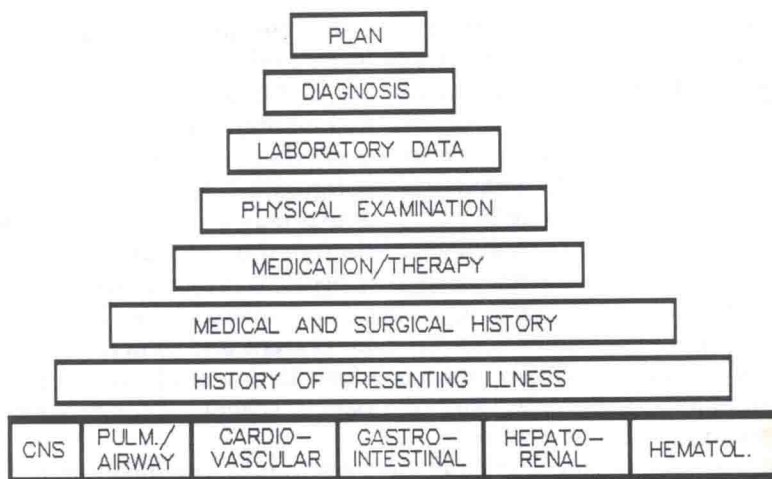 PLAN
DIAGNOSIS
LABORATORY DATA
PHYSICAL EXAMINATION
MEDICATION/THERAPY
MEDICAL AND SURGICAL HISTORY
HISTORY OF PRESENTING ILLNESS
CNS
PULM./
AIRWAY
CARDIO-
VASCULAR
GASTRO-
INTESTINAL
HEPATO-
RENAL
HEMATOL.